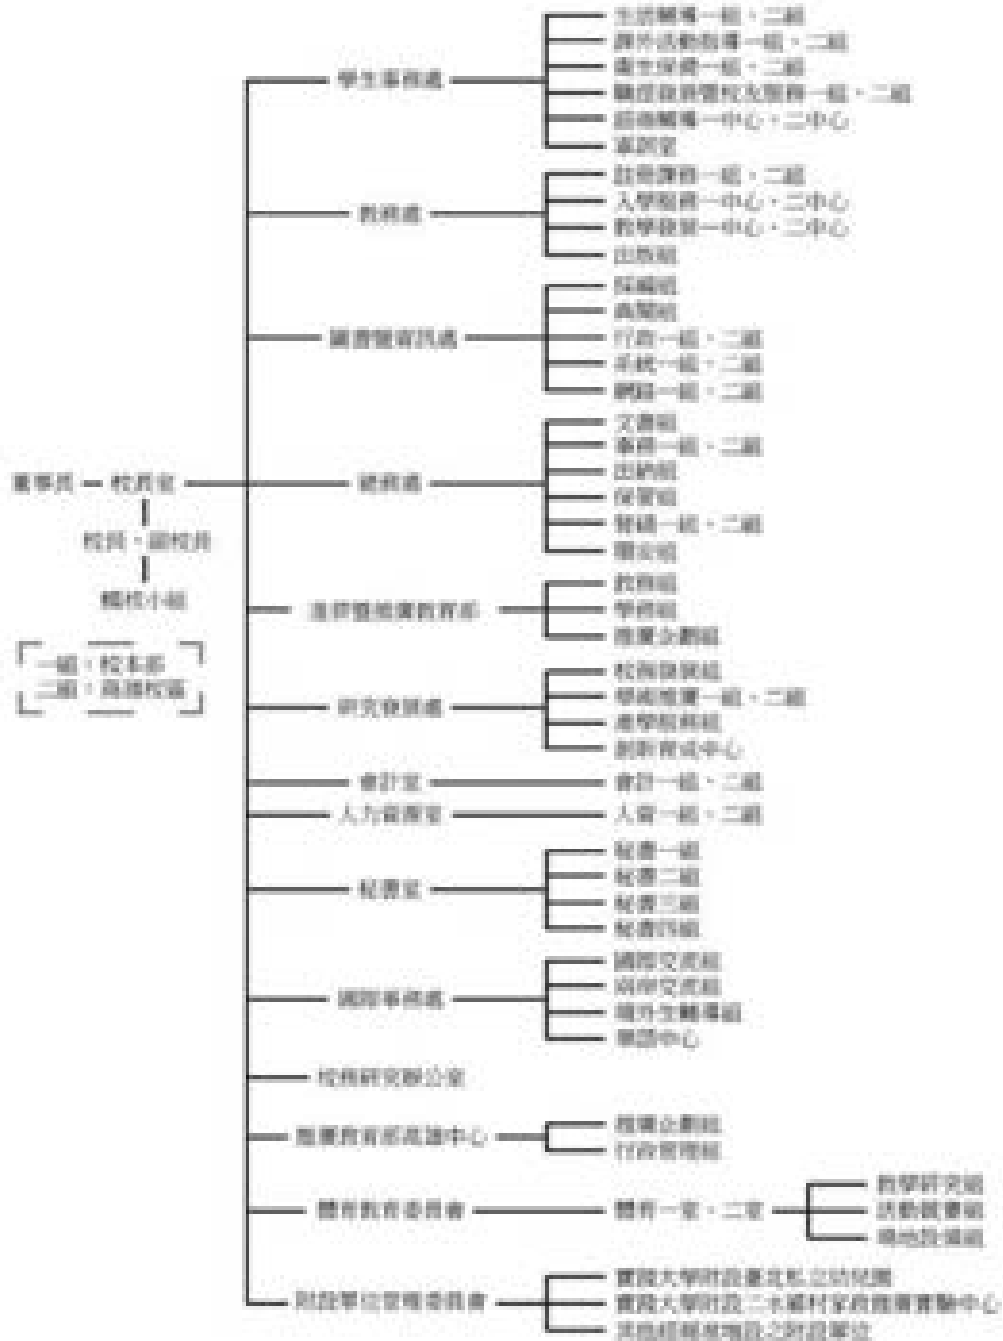 董事長
校長室
校長、副校長
輔校小組
一組：校本部
二組：高雄校區
學生事務處
生活輔導一組、二組
課外活動指導一組、二組
衛生保健一組、二組
職涯發展暨校友服務一組、二組
諮商輔導一中心、二中心
軍訓室
教務處
註冊課務一組、二組
入學服務一中心、二中心
教學發展一中心、二中心
出版組
圖書暨資訊處
採編組
典閱組
行政一組、二組
系統一組、二組
網路一組、二組
總務處
文書組
事務一組、二組
出納組
保管組
營繕一組、二組
環安組
進修暨推廣教育部
教務組
學務組
推廣企劃組
研究發展處
校務發展組
學術推廣一組、二組
產學服務組
創新育成中心
會計室
會計一組、二組
人力資源室
人資一組、二組
秘書室
秘書一組
秘書二組
秘書三組
秘書四組
國際事務處
國際交流組
兩岸交流組
境外生輔導組
華語中心
校務研究辦公室
推廣教育部高雄中心
推廣企劃組
行政管理組
體育教育委員會
體育一室、二室
教學研究組
活動競賽組
場地設備組
附設單位管理委員會
實踐大學附設臺北私立幼兒園
實踐大學附設二水鄉村家政推廣實驗中心
其他經報准增設之附設單位